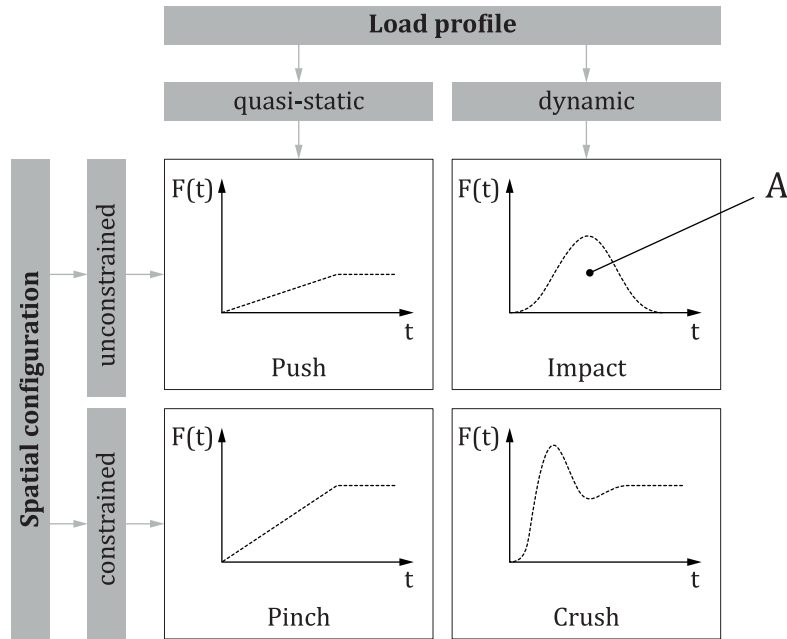 Load profile
quasi-static
dynamic
Spatial configuration
unconstrained
F(t)
t
Push
F(t)
t
Impact
A
constrained
F(t)
t
Pinch
F(t)
t
Crush